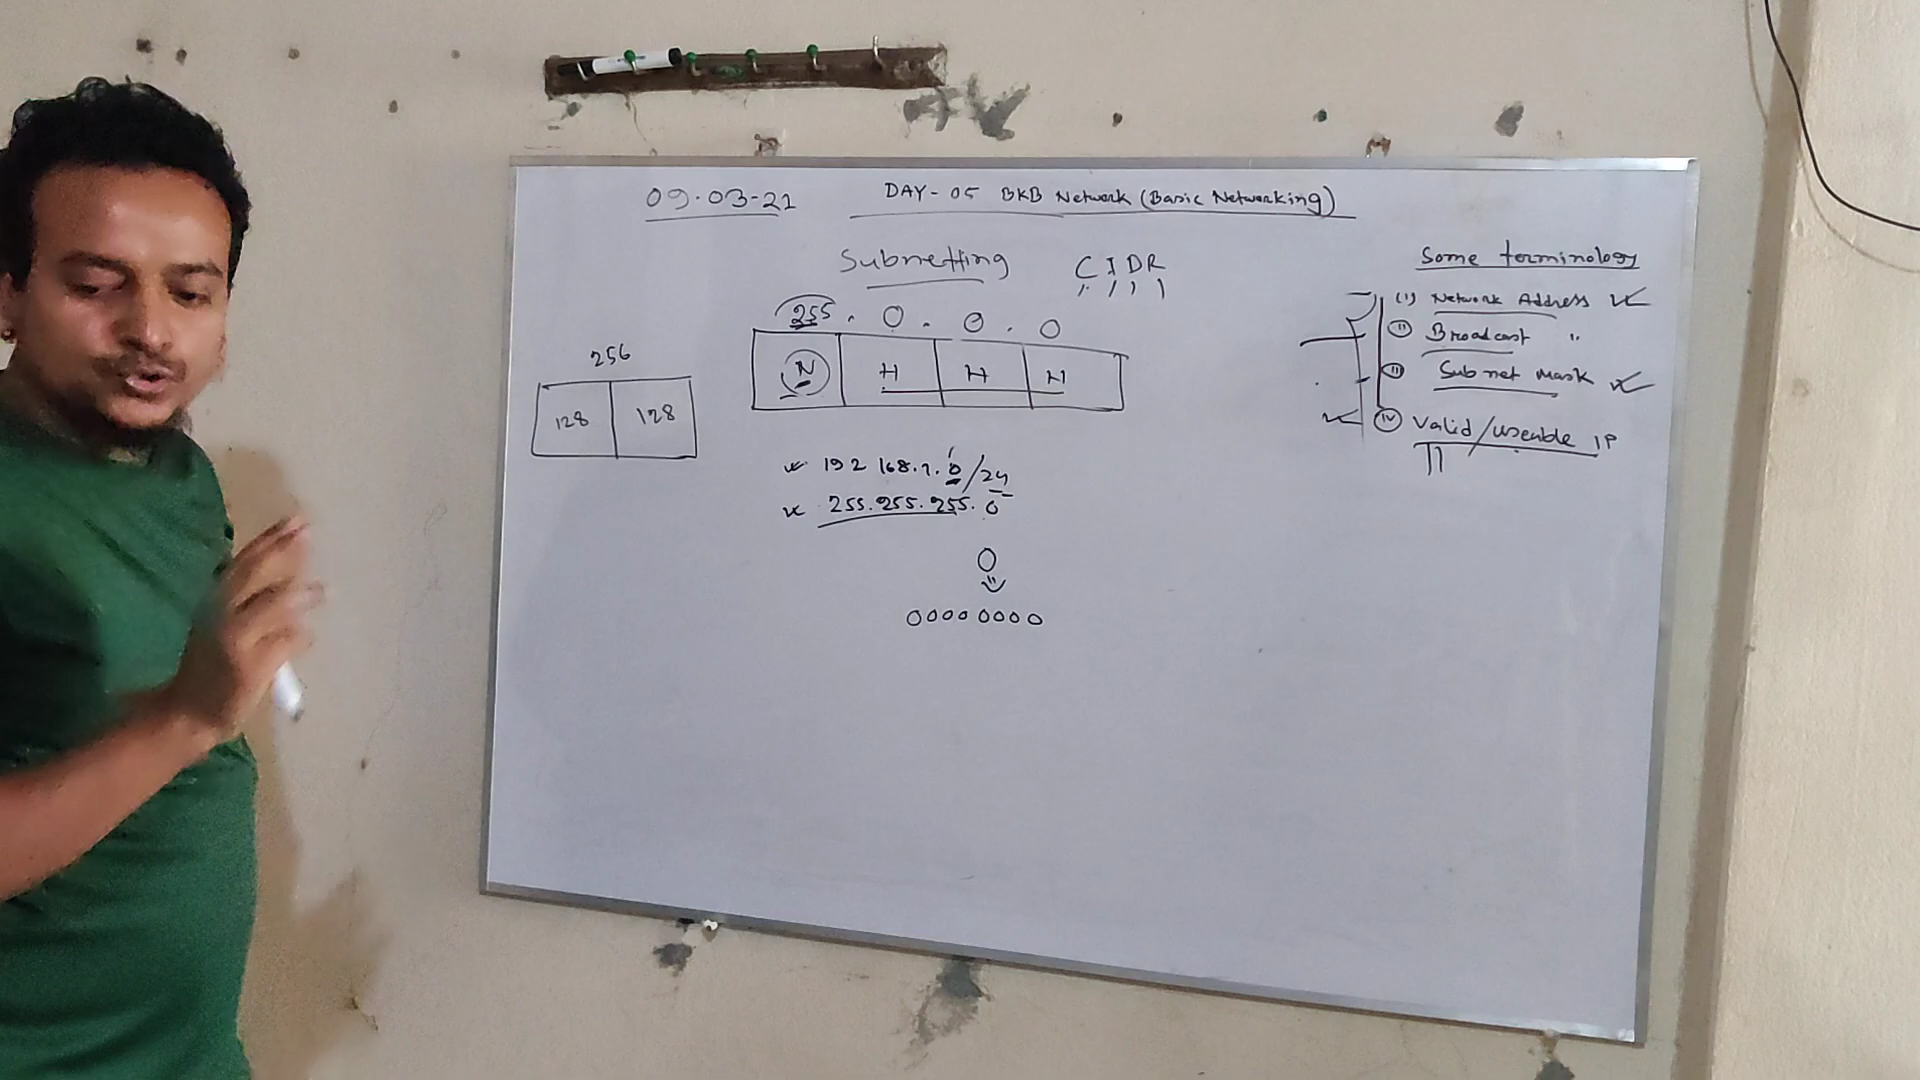 09.03-21
DAY-05 BKB Network (Basic Networking)
Subnetting
CIDR
255.0.0.0
N H H H
256
128 128
192 168.1.0/24
255.255.255.0
0
00000000
Some terminology
(i) Network Address
(ii) Broadcast "
(ii) Subnet Mask
(iv) Valid/useable IP